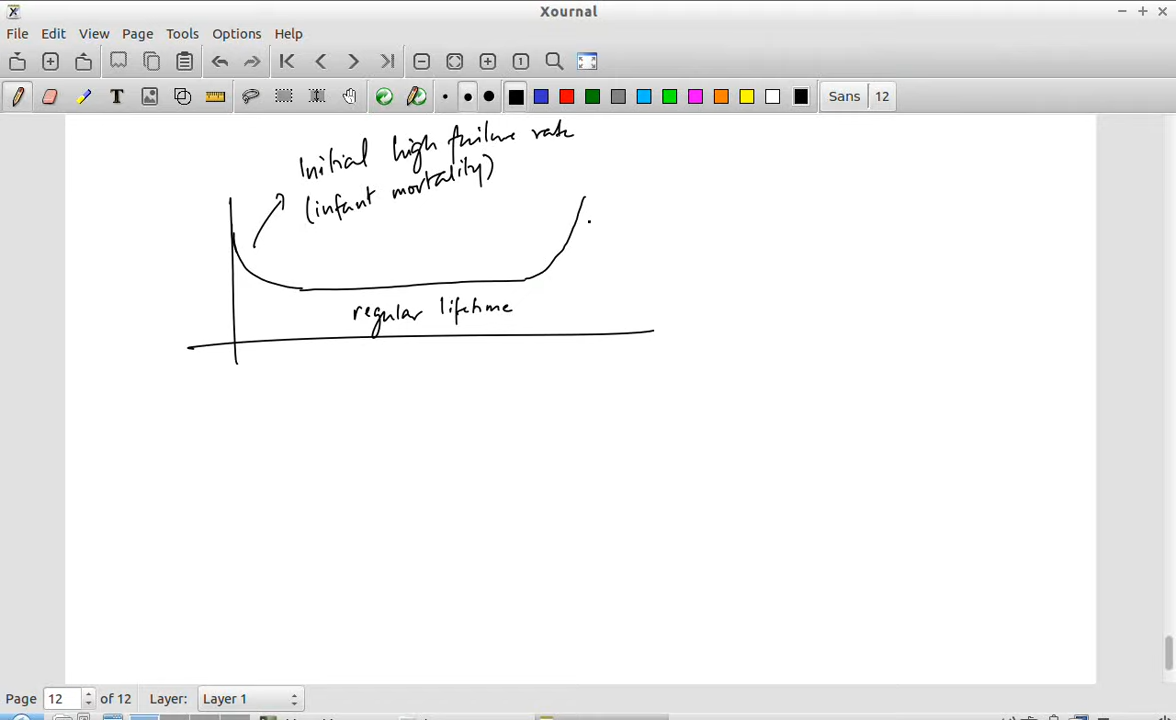 Xournal
File Edit View Page Tools Options Help
Sans 12
Initial high failure rate
(infant mortality)
regular lifetime
Page 12 of 12 Layer: Layer 1